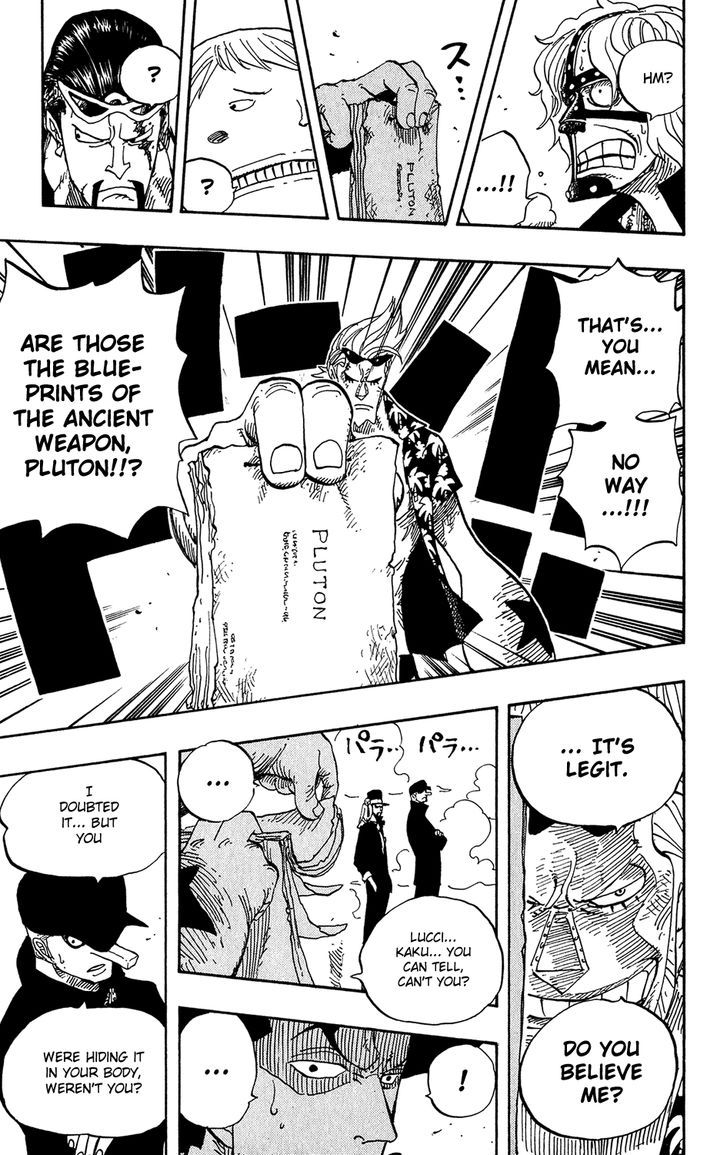 HM?
...!!
ス...
PLUTON
?
?
THAT'S...
YOU
MEAN...
NO
WAY
...!!!
ARE THOSE
THE BLUE-
PRINTS OF
THE ANCIENT
WEAPON,
PLUTON!!?
PLUTON
... IT'S
LEGIT.
DO YOU
BELIEVE
ME?
パラ...
パラ...
...
LUCCI...
KAKU... YOU
CAN TELL,
CAN'T YOU?
I
DOUBTED
IT... BUT
YOU
WERE HIDING IT
IN YOUR BODY,
WEREN'T YOU?
!
...